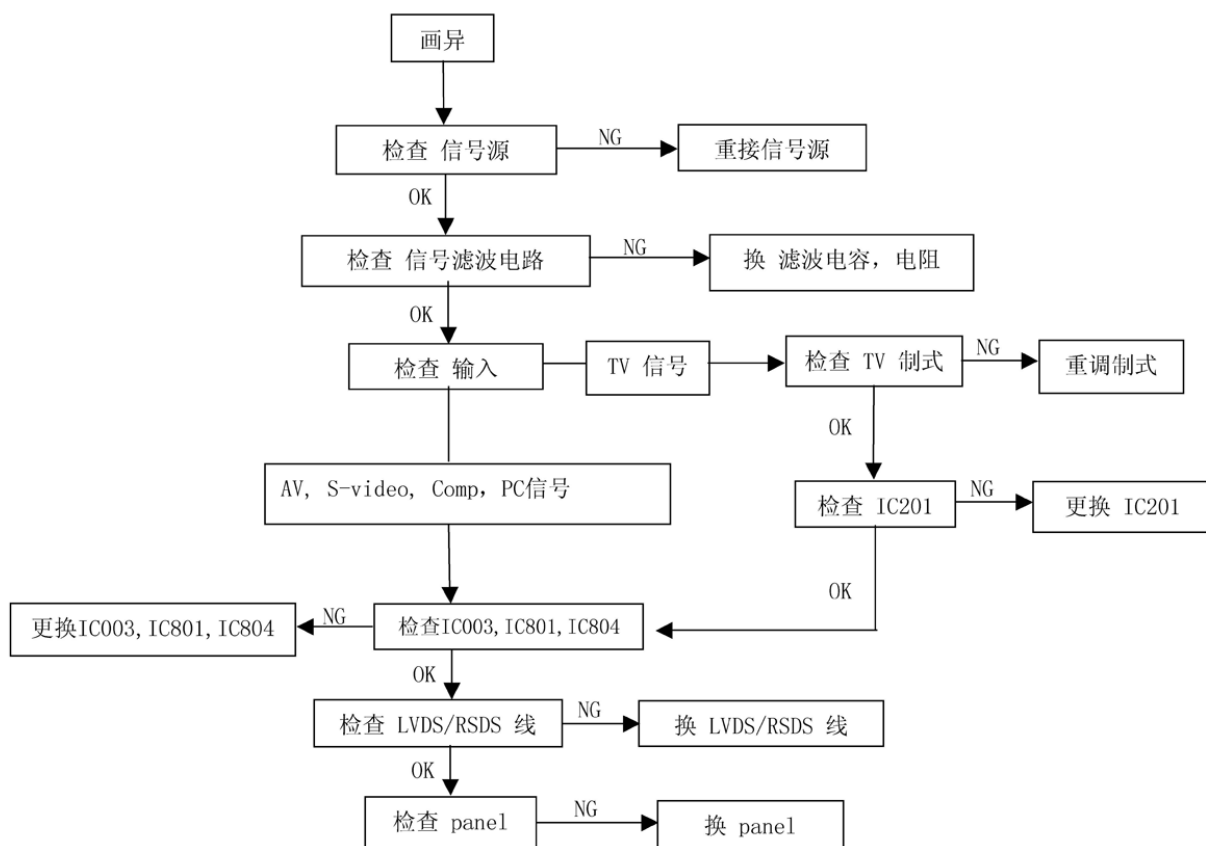 画异
检查 信号源
NG
重接信号源
OK
检查 信号滤波电路
NG
换 滤波电容，电阻
OK
检查 输入
TV 信号
检查 TV 制式
NG
重调制式
OK
AV, S-video, Comp，PC信号
检查 IC201
NG
更换 IC201
OK
更换IC003,IC801,IC804
NG
检查IC003,IC801,IC804
OK
检查 LVDS/RSDS 线
NG
换 LVDS/RSDS 线
OK
检查 panel
NG
换 panel